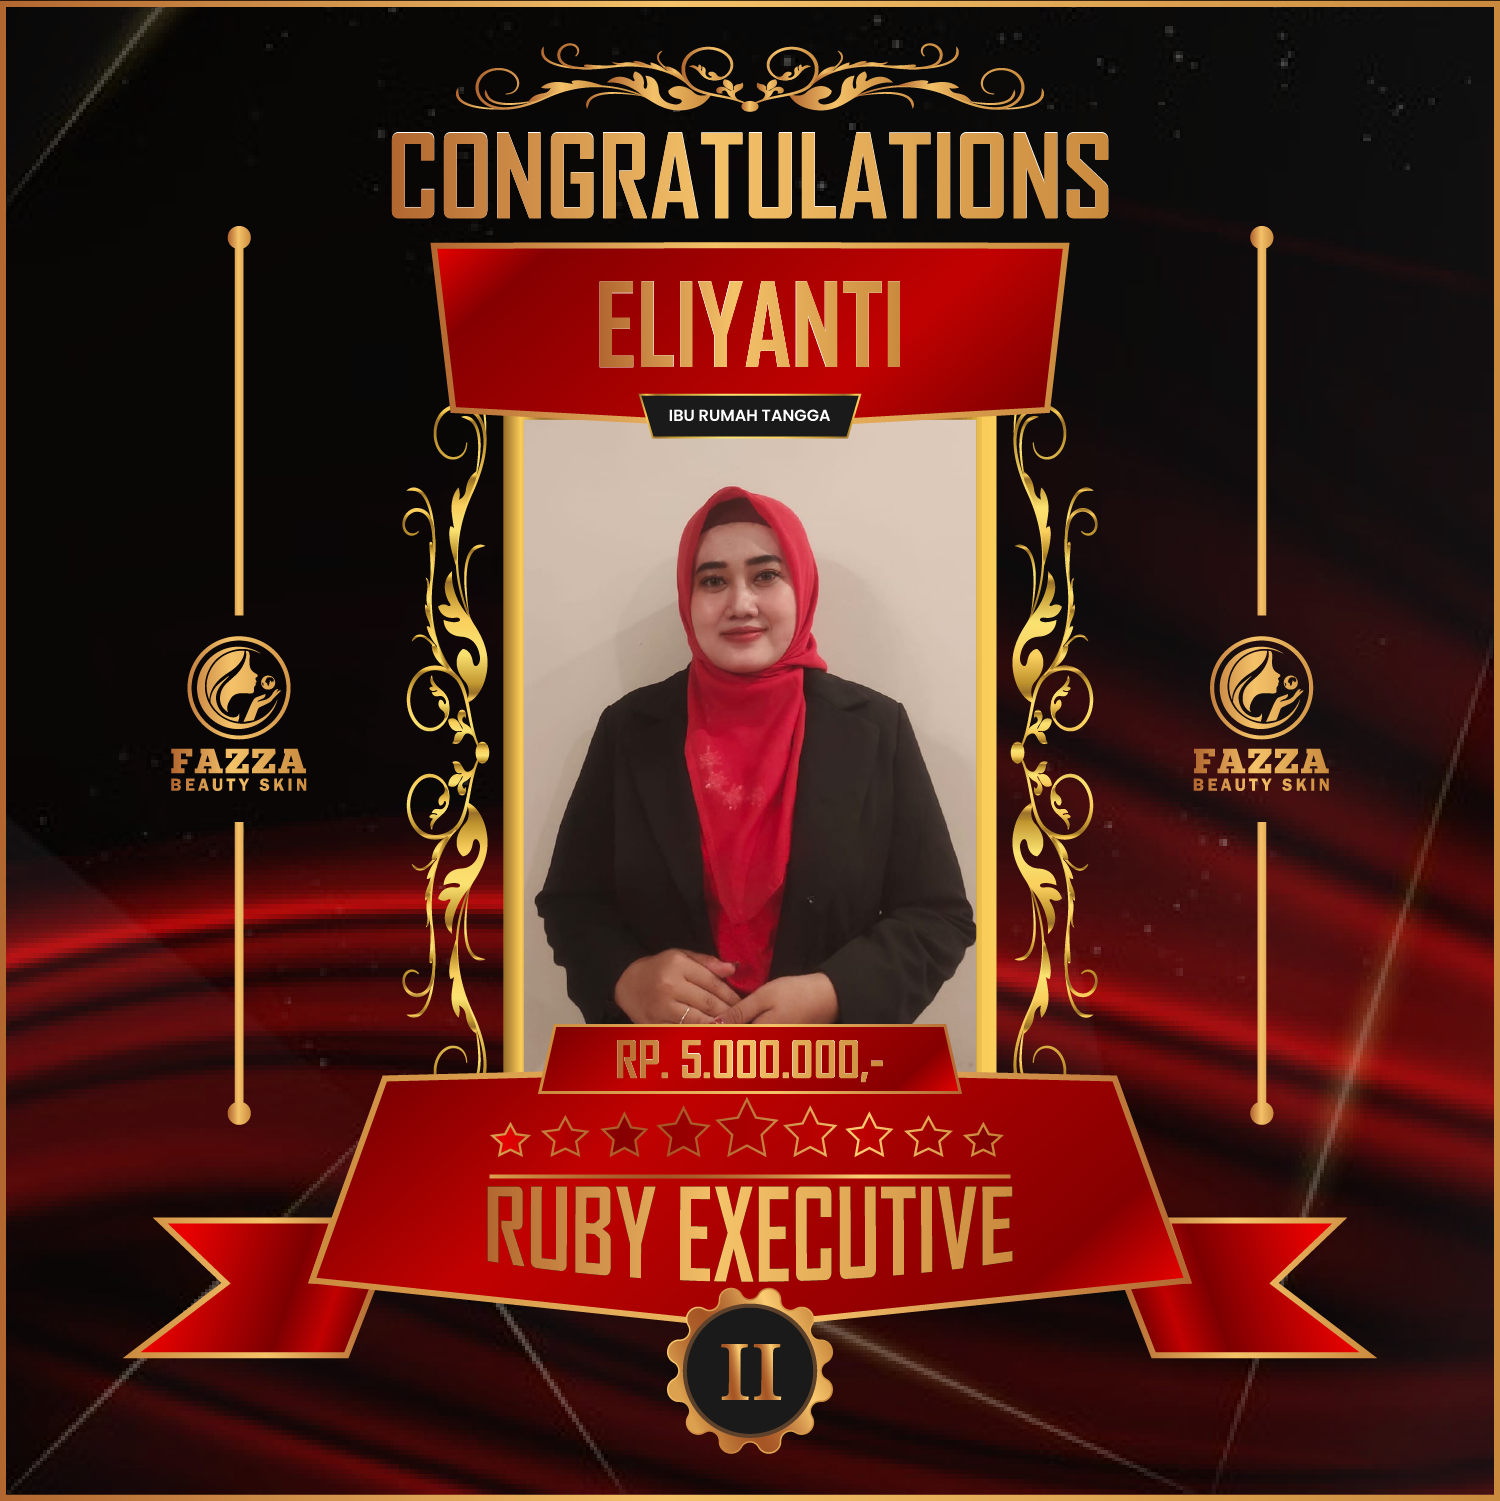 CONGRATULATIONS
ELIYANTI
IBU RUMAH TANGGA
FAZZA
BEAUTY SKIN
FAZZA
BEAUTY SKIN
RP. 5.000.000,-
RUBY EXECUTIVE
II